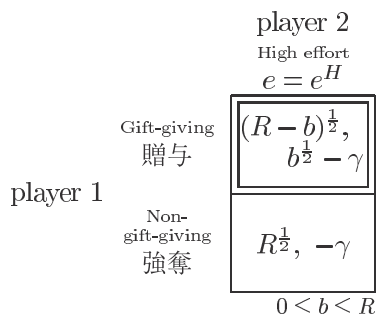 player 2
High effort
e = e^H
Gift-giving
贈与
(R − b)^{1/2},
b^{1/2} − γ
player 1
Non-
gift-giving
強奪
R^{1/2}, −γ
0 < b < R